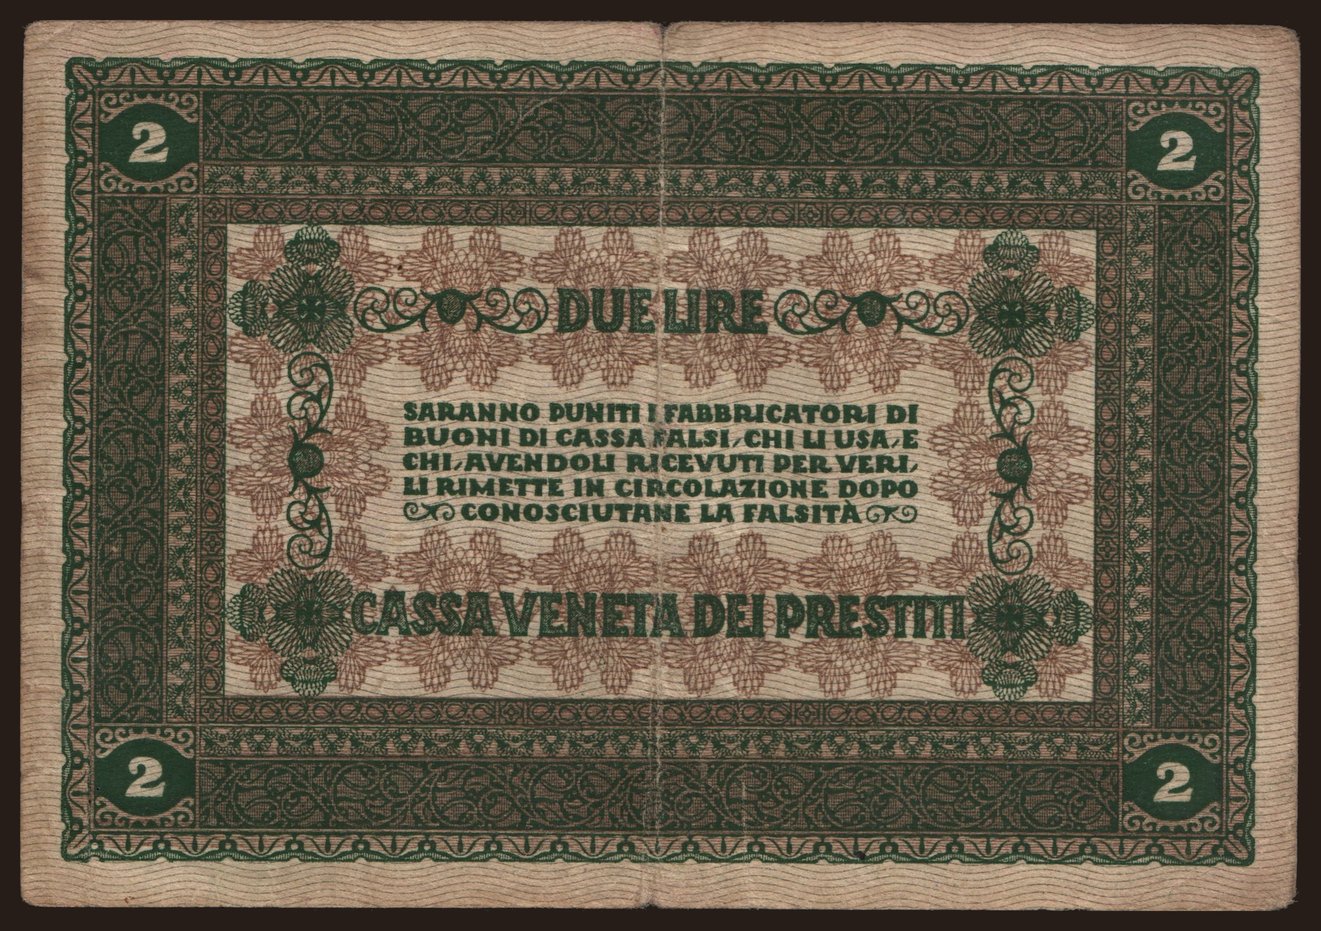 2
2
DUE LIRE
SARANNO PUNITI I FABBRICATORI DI
BUONI DI CASSA FALSI, CHI LI USA, E
CHI, AVENDOLI RICEVUTI PER VERI,
LI RIMETTE IN CIRCOLAZIONE DOPO
CONOSCIUTANE LA FALSITÀ
CASSA VENETA DEI PRESTITI
2
2